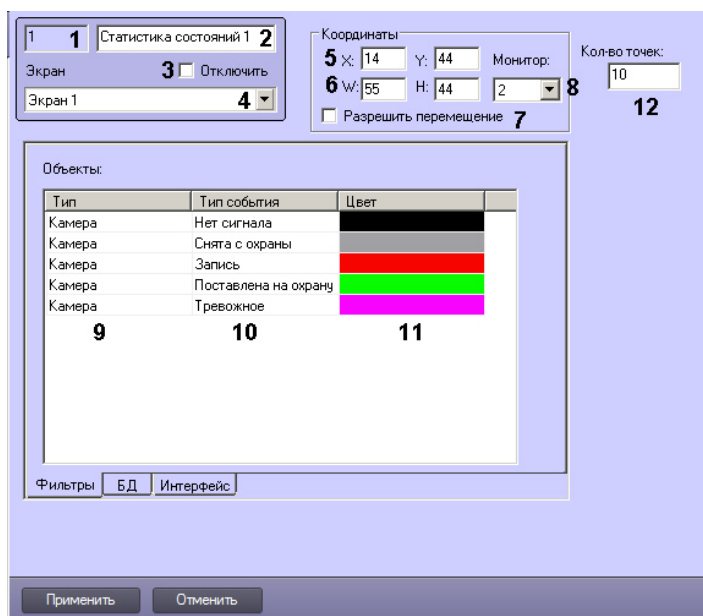 1 1 Статистика состояний 1 2
Экран 3 Отключить
Экран 1 4
Координаты
5 X: 14 Y: 44 Монитор:
6 W: 55 H: 44 2 8
Разрешить перемещение 7
Кол-во точек:
10
12
Объекты:
Тип Тип события Цвет
Камера Нет сигнала
Камера Снята с охраны
Камера Запись
Камера Поставлена на охрану
Камера Тревожное
9 10 11
Фильтры БД Интерфейс
Применить Отменить